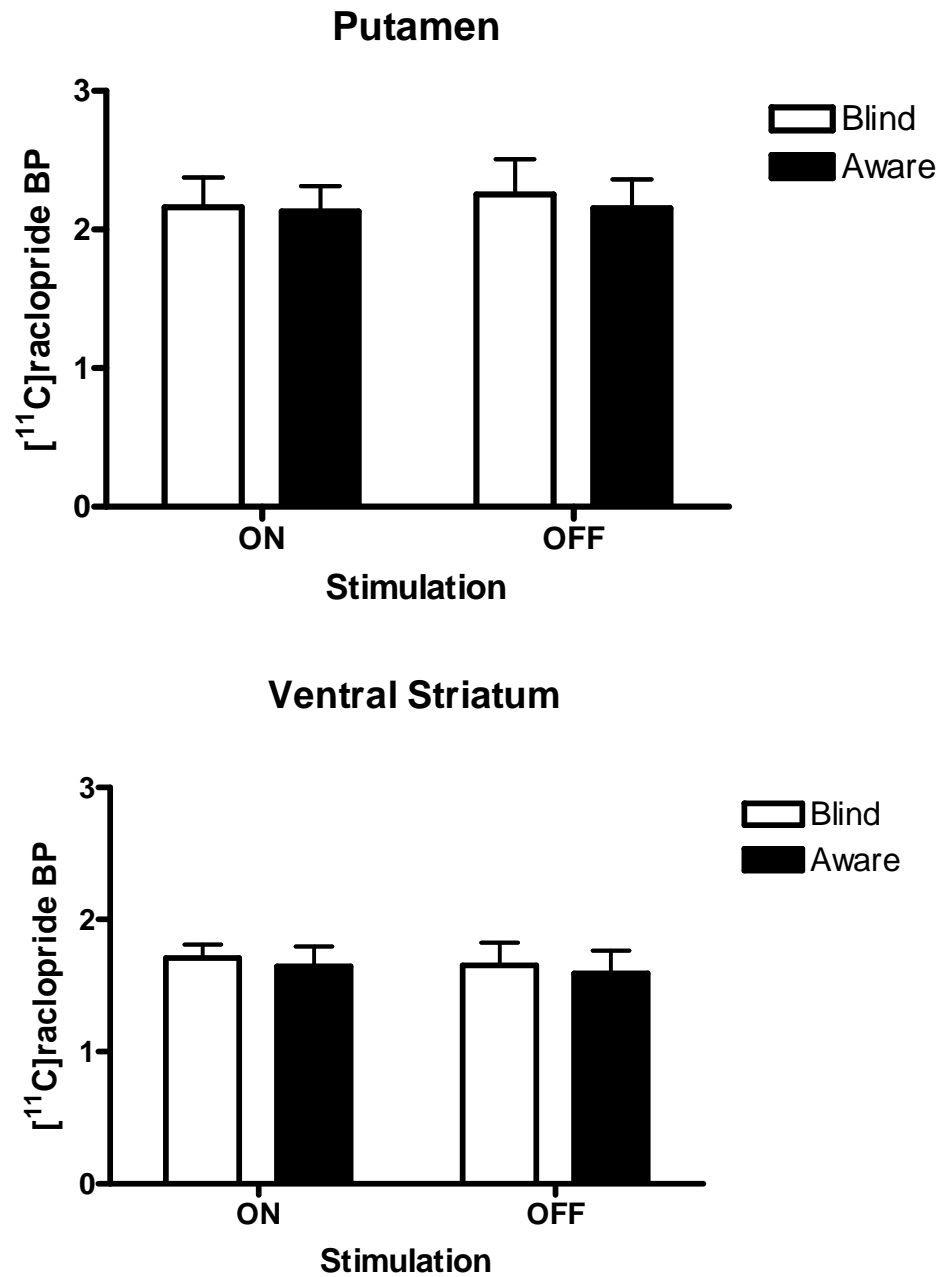 Putamen
3
2
1
0
[¹¹C]raclopride BP
Blind
Aware
ON OFF
Stimulation
Ventral Striatum
3
2
1
0
[¹¹C]raclopride BP
Blind
Aware
ON OFF
Stimulation